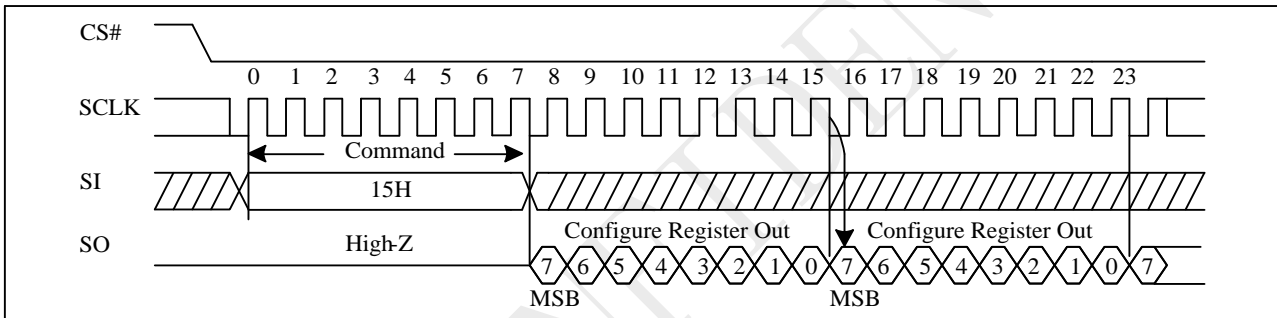 CS#
0 1 2 3 4 5 6 7 8 9 10 11 12 13 14 15 16 17 18 19 20 21 22 23
SCLK
Command
SI
15H
SO
High-Z
Configure Register Out
Configure Register Out
7 6 5 4 3 2 1 0 7 6 5 4 3 2 1 0 7
MSB
MSB